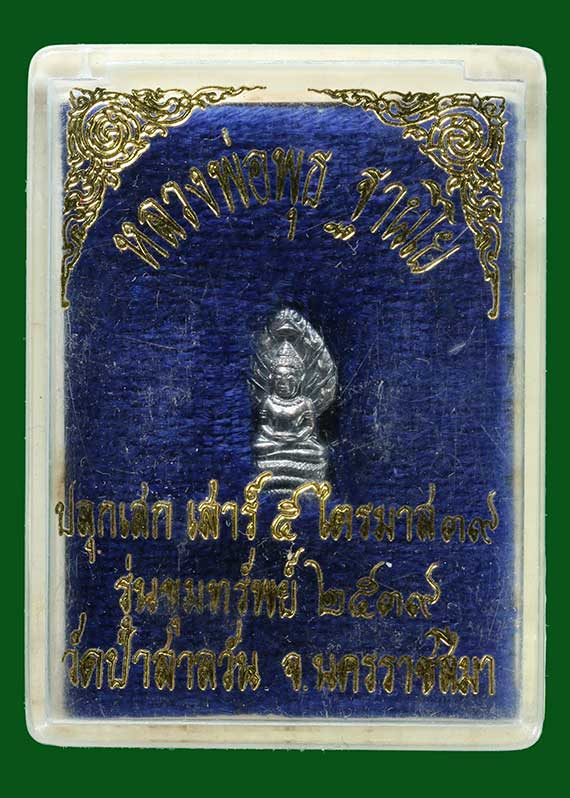 หลวงพ่อพุธ ฐานิโย
ปลุกเสก เสาร์ ๕ ไตรมาส ๓๙
รุ่นขุมทรัพย์ ๒๕๓๙
วัดป่าสาลวัน จ.นครราชสีมา